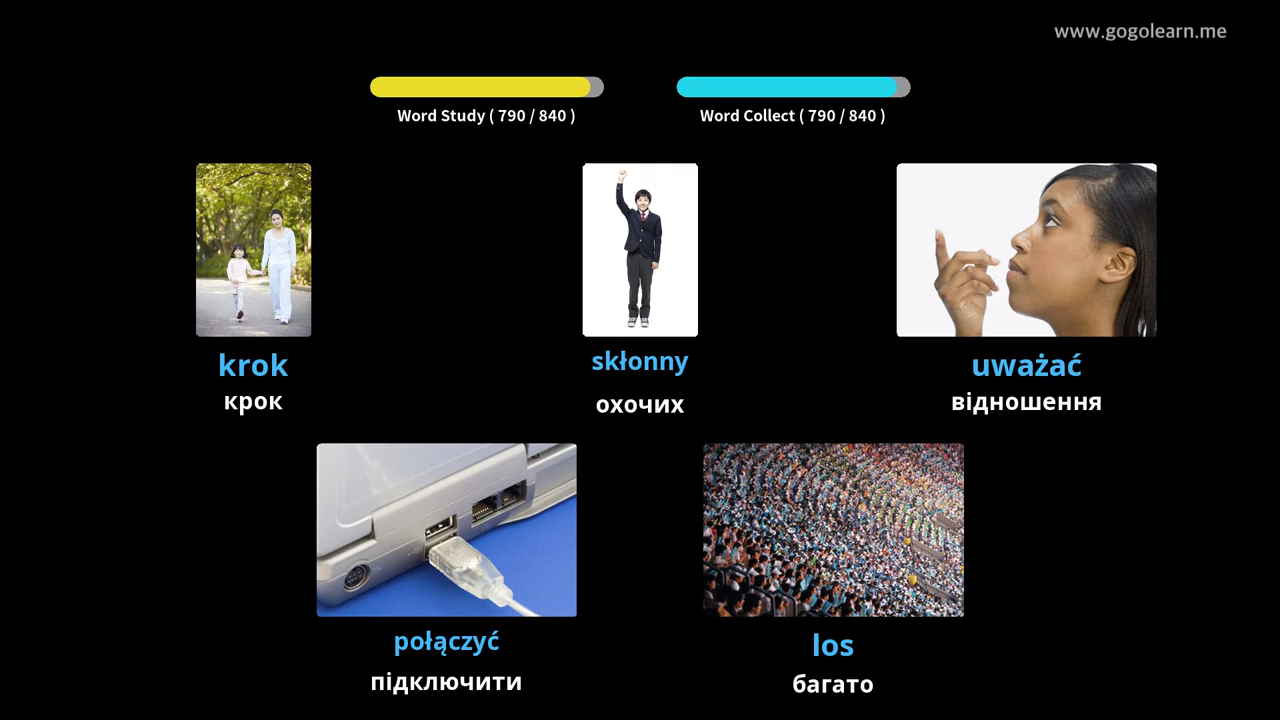 www.gogolearn.me
Word Study ( 790 / 840 )
Word Collect ( 790 / 840 )
krok
крок
skłonny
охочих
uważać
відношення
połączyć
підключити
los
багато